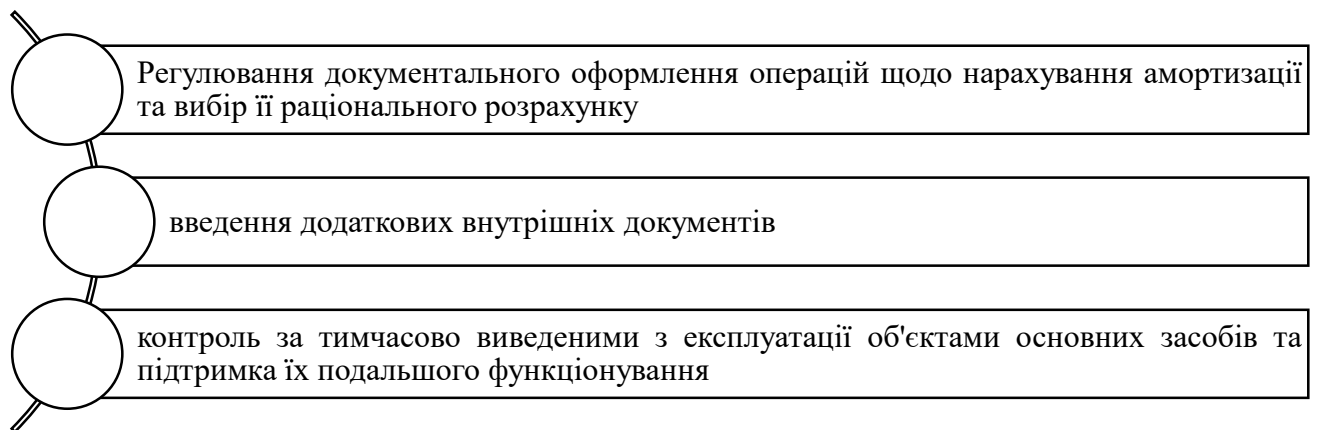 Регулювання документального оформлення операцій щодо нарахування амортизації
та вибір її раціонального розрахунку
введення додаткових внутрішніх документів
контроль за тимчасово виведеними з експлуатації об'єктами основних засобів та
підтримка їх подальшого функціонування